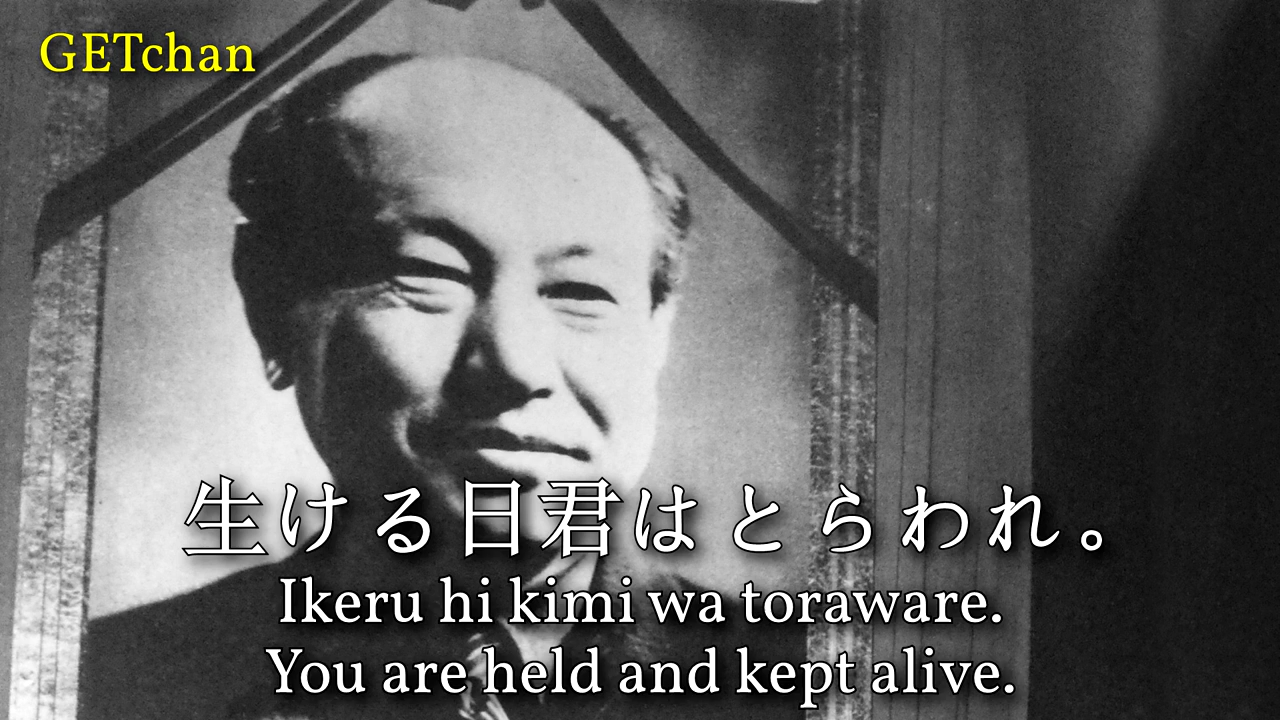 GETchan
生ける日君はとらわれ。
Ikeru hi kimi wa toraware.
You are held and kept alive.